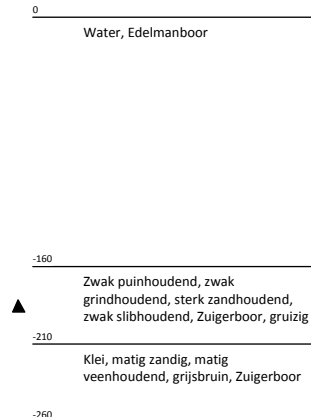 0
Water, Edelmanboor
-160
Zwak puinhoudend, zwak
grindhoudend, sterk zandhoudend,
zwak slibhoudend, Zuigerboor, gruizig
-210
Klei, matig zandig, matig
veenhoudend, grijsbruin, Zuigerboor
-260